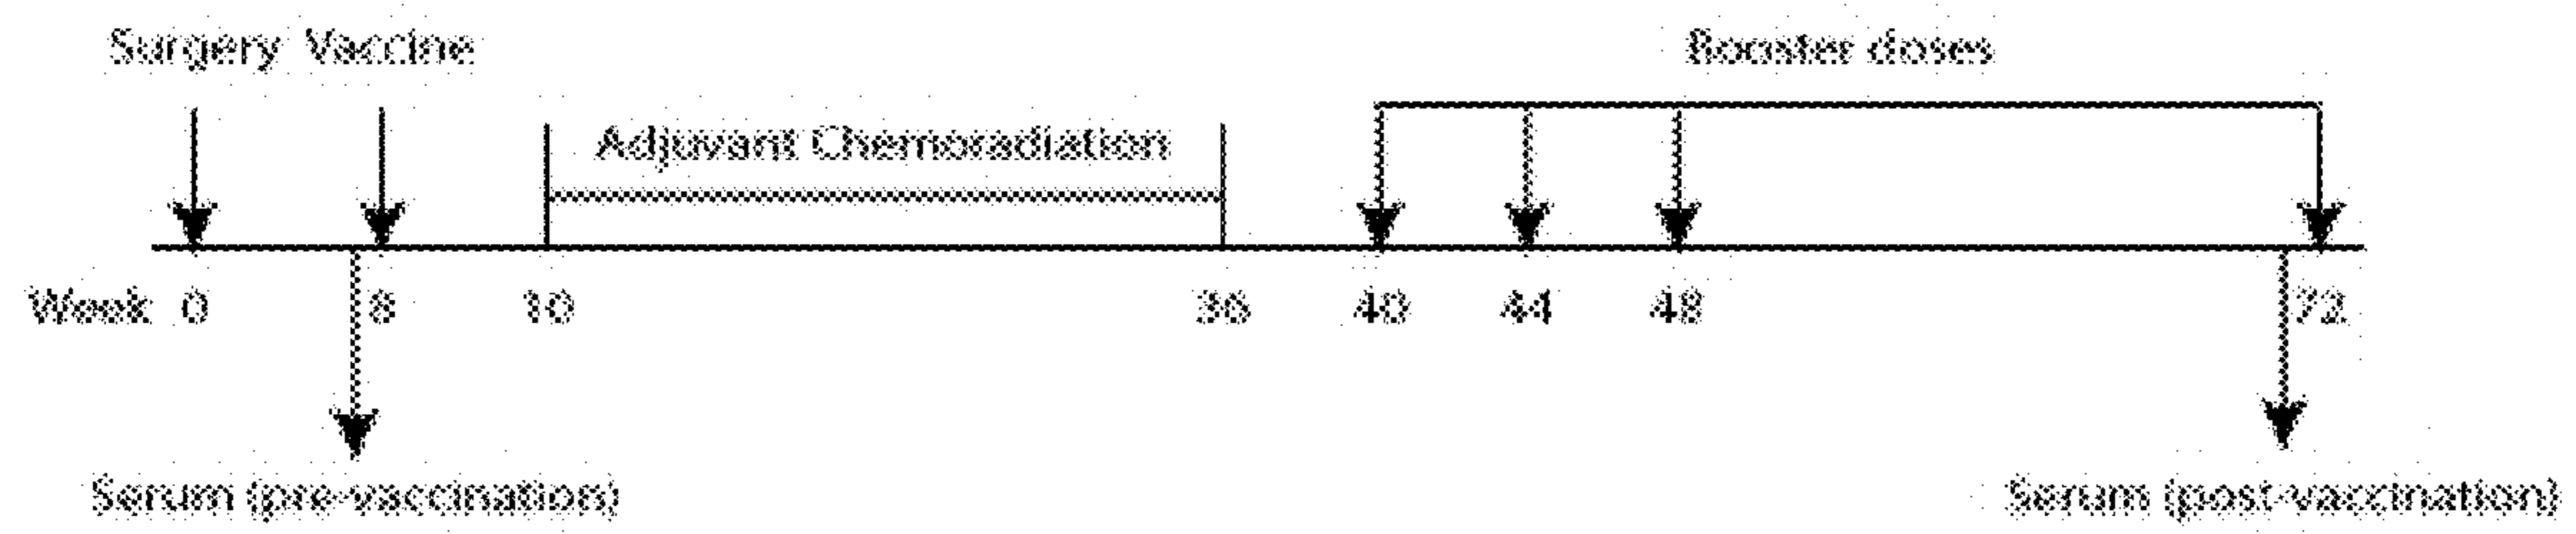 Surgery Vaccine
Booster doses
Adjuvant Chemoradiation
Week 0 8 10 36 40 44 48 72
Serum (pre-vaccination)
Serum (post-vaccination)